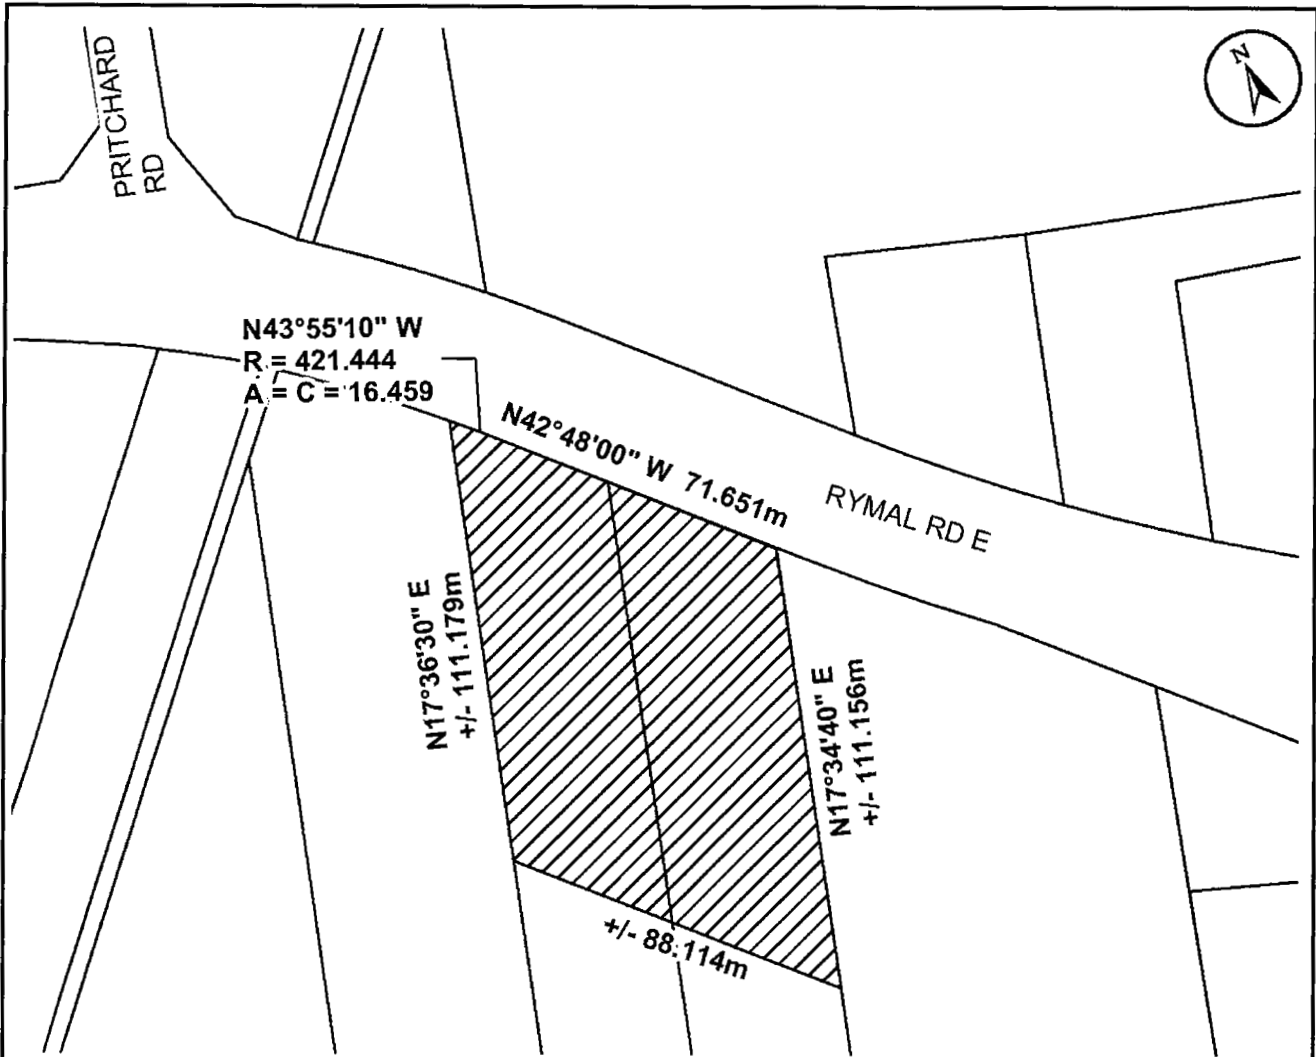 PRITCHARD
RD
N
N43°55'10" W
R = 421.444
A = C = 16.459
N42°48'00" W 71.651m
RYMAL RD E
N17°36'30" E
+/- 111.179m
N17°34'40" E
+/- 111.156m
+/- 88.114m